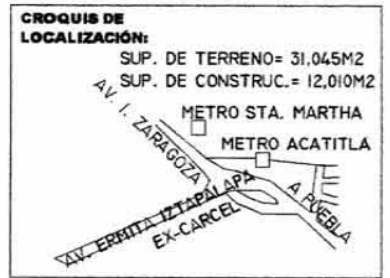 CROQUIS DE
LOCALIZACIÓN:
SUP. DE TERRENO= 31,045M2
SUP. DE CONSTRUC.= 12,010M2
AV. I. ZARAGOZA
METRO STA. MARTHA
METRO ACATITLA
A PUEBLA
AV. ERMITA IZTAPALAPA
EX-CARCEL